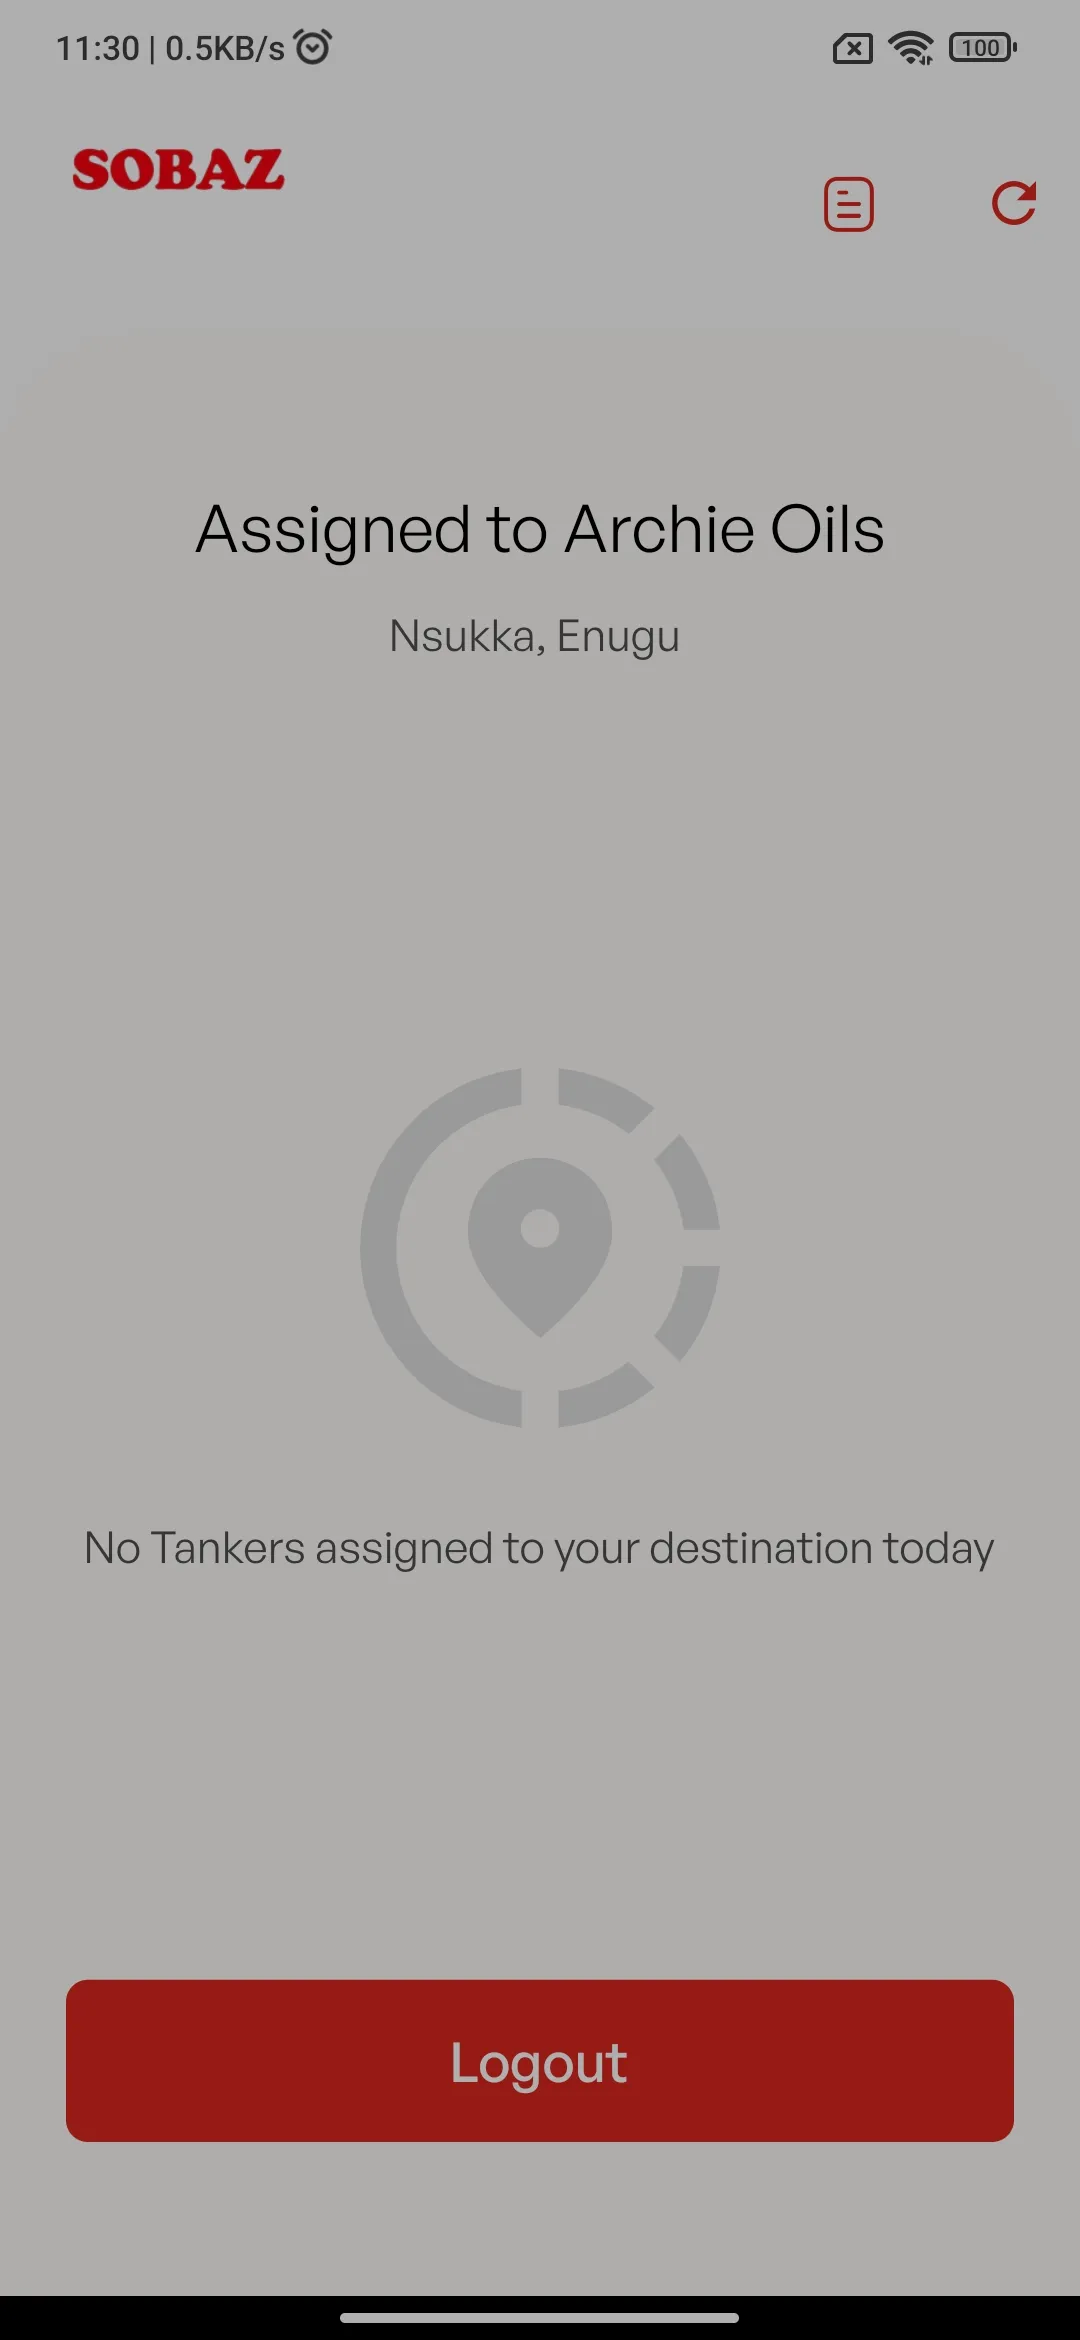 11:30 | 0.5KB/s
100
SOBAZ
Assigned to Archie Oils
Nsukka, Enugu
No Tankers assigned to your destination today
Logout